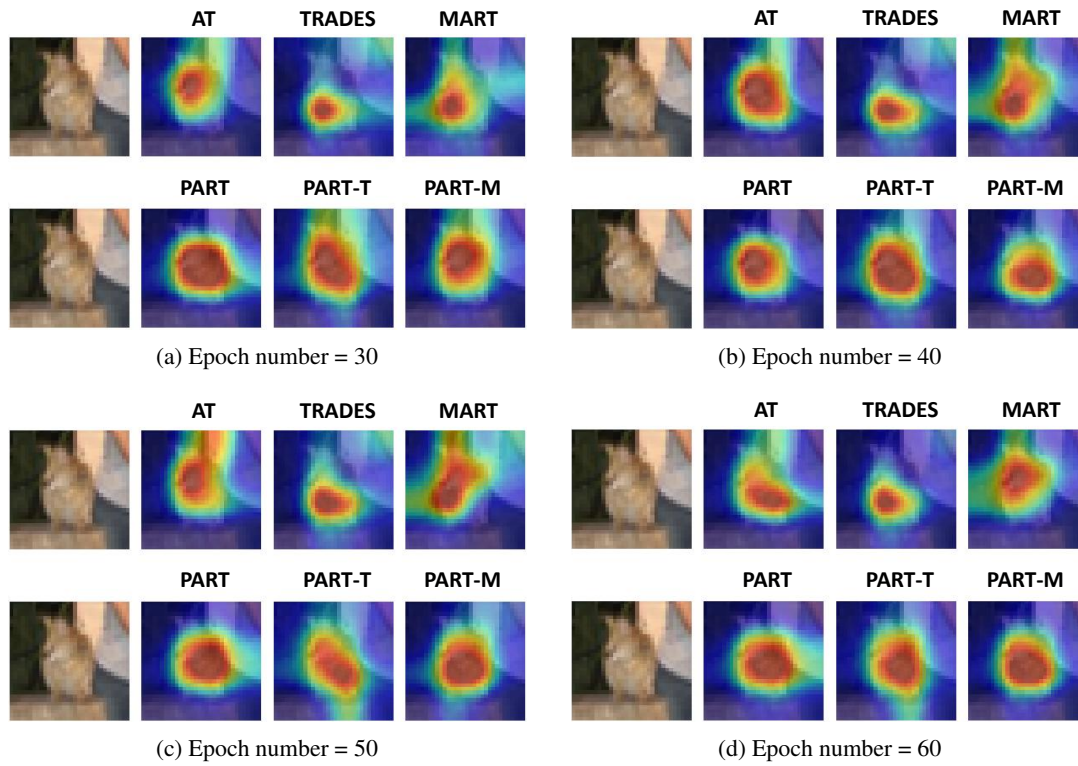 AT TRADES MART
PART PART-T PART-M
(a) Epoch number = 30
AT TRADES MART
PART PART-T PART-M
(b) Epoch number = 40
AT TRADES MART
PART PART-T PART-M
(c) Epoch number = 50
AT TRADES MART
PART PART-T PART-M
(d) Epoch number = 60